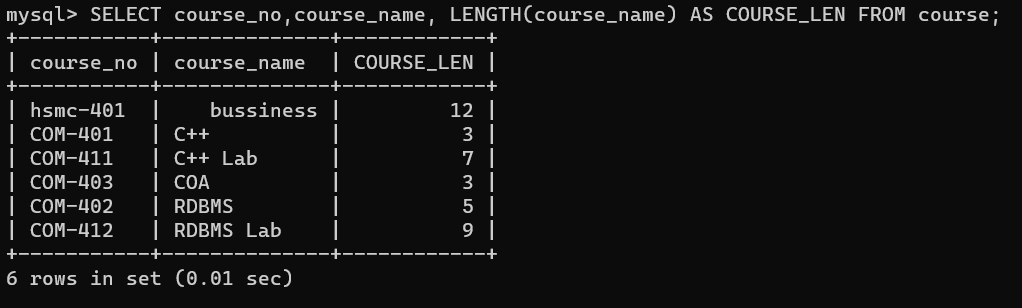 mysql> SELECT course_no,course_name, LENGTH(course_name) AS COURSE_LEN FROM course;
+-----------+--------------+------------+
| course_no | course_name  | COURSE_LEN |
+-----------+--------------+------------+
| hsmc-401  |    bussiness |         12 |
| COM-401   | C++          |          3 |
| COM-411   | C++ Lab      |          7 |
| COM-403   | COA          |          3 |
| COM-402   | RDBMS        |          5 |
| COM-412   | RDBMS Lab    |          9 |
+-----------+--------------+------------+
6 rows in set (0.01 sec)